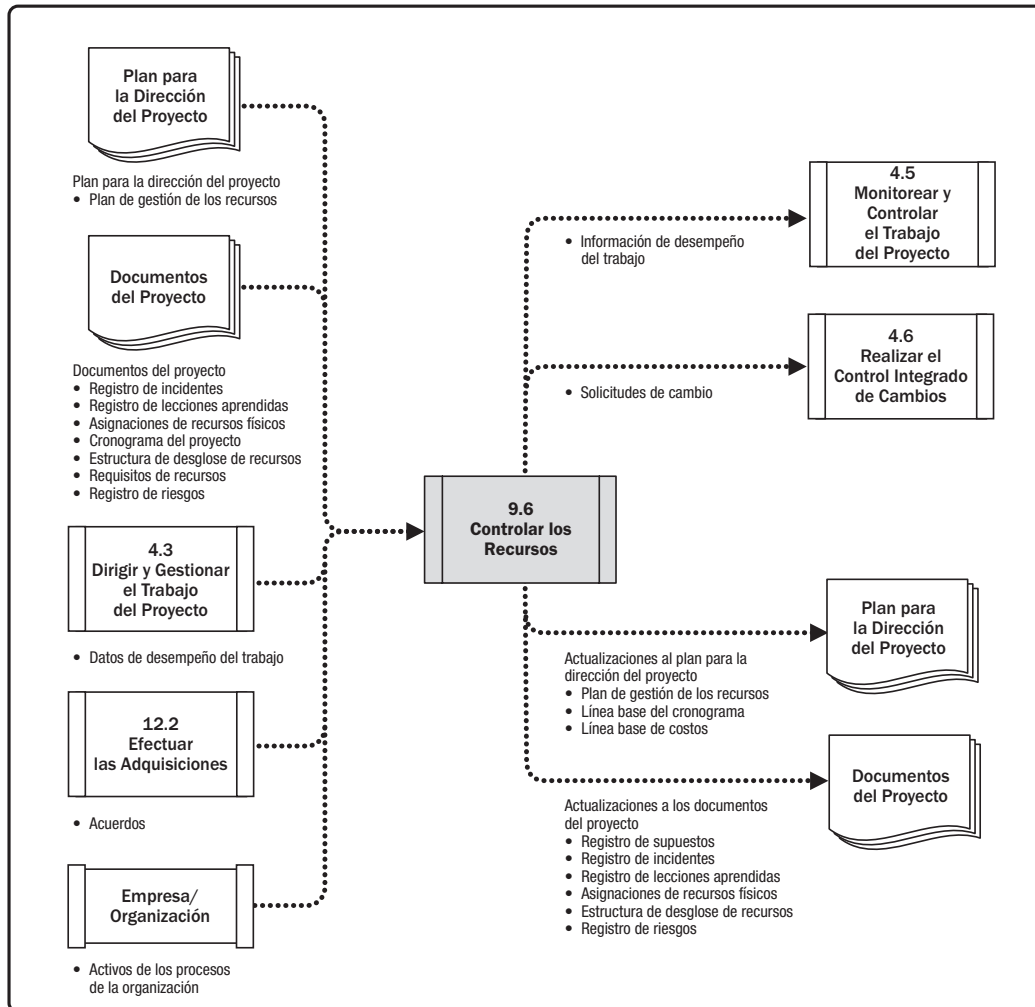 Plan para
la Dirección
del Proyecto
Plan para la dirección del proyecto
• Plan de gestión de los recursos
Documentos
del Proyecto
Documentos del proyecto
• Registro de incidentes
• Registro de lecciones aprendidas
• Asignaciones de recursos físicos
• Cronograma del proyecto
• Estructura de desglose de recursos
• Requisitos de recursos
• Registro de riesgos
4.3
Dirigir y Gestionar
el Trabajo
del Proyecto
• Datos de desempeño del trabajo
12.2
Efectuar
las Adquisiciones
• Acuerdos
Empresa/
Organización
• Activos de los procesos
de la organización
9.6
Controlar los
Recursos
• Información de desempeño
del trabajo
4.5
Monitorear y
Controlar
el Trabajo
del Proyecto
• Solicitudes de cambio
4.6
Realizar el
Control Integrado
de Cambios
Actualizaciones al plan para la
dirección del proyecto
• Plan de gestión de los recursos
• Línea base del cronograma
• Línea base de costos
Plan para
la Dirección
del Proyecto
Actualizaciones a los documentos
del proyecto
• Registro de supuestos
• Registro de incidentes
• Registro de lecciones aprendidas
• Asignaciones de recursos físicos
• Estructura de desglose de recursos
• Registro de riesgos
Documentos
del Proyecto